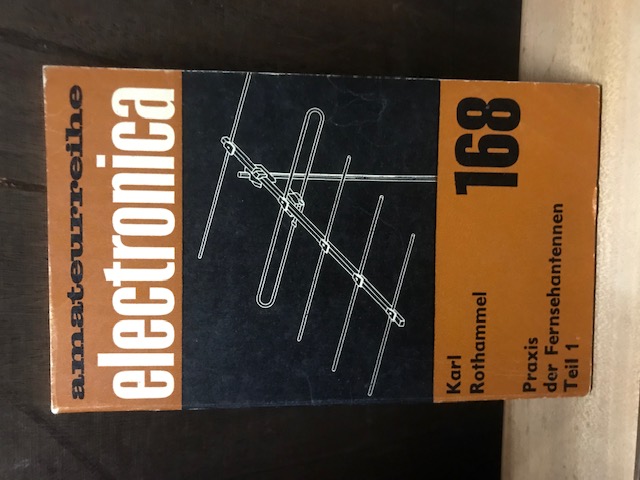 amateurreihe
electronica
168
Karl
Rothammel
Praxis
der Fernsehantennen
Teil 1